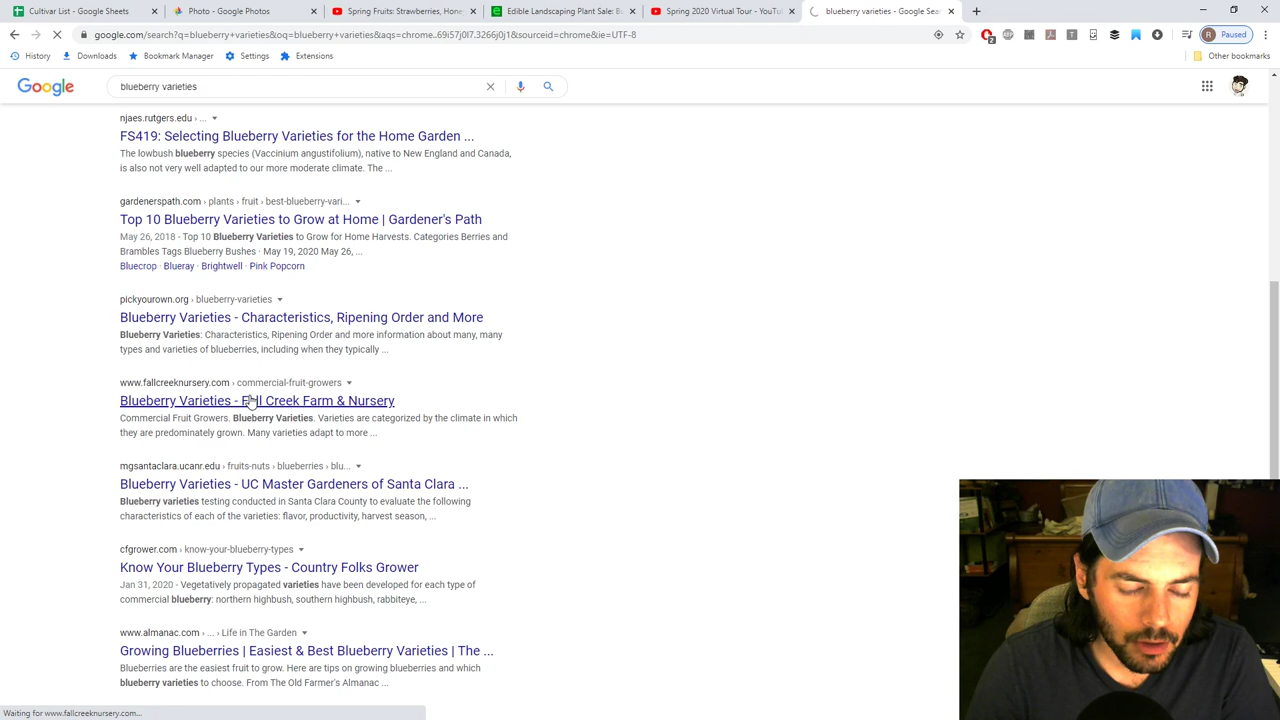 Cultivar List - Google Sheets
Photo - Google Photos
Spring Fruits: Strawberries, Hone
Edible Landscaping Plant Sale: Be
Spring 2020 Virtual Tour - YouTu
blueberry varieties - Google Sear
google.com/search?q=blueberry+varieties&oq=blueberry+varieties&aqs=chrome..69i57j0l7.3266j0j1&sourceid=chrome&ie=UTF-8
Paused
History
Downloads
Bookmark Manager
Settings
Extensions
Other bookmarks
Google
blueberry varieties
njaes.rutgers.edu › ...
FS419: Selecting Blueberry Varieties for the Home Garden ...
The lowbush blueberry species (Vaccinium angustifolium), native to New England and Canada,
is also not very well adapted to our more moderate climate. The ...
gardenerspath.com › plants › fruit › best-blueberry-vari...
Top 10 Blueberry Varieties to Grow at Home | Gardener's Path
May 26, 2018 - Top 10 Blueberry Varieties to Grow for Home Harvests. Categories Berries and
Brambles Tags Blueberry Bushes · May 19, 2020 May 26, ...
Bluecrop · Blueray · Brightwell · Pink Popcorn
pickyourown.org › blueberry-varieties
Blueberry Varieties - Characteristics, Ripening Order and More
Blueberry Varieties: Characteristics, Ripening Order and more information about many, many
types and varieties of blueberries, including when they typically ...
www.fallcreeknursery.com › commercial-fruit-growers
Blueberry Varieties - Fall Creek Farm & Nursery
Commercial Fruit Growers. Blueberry Varieties. Varieties are categorized by the climate in which
they are predominately grown. Many varieties adapt to more ...
mgsantaclara.ucanr.edu › fruits-nuts › blueberries › blu...
Blueberry Varieties - UC Master Gardeners of Santa Clara ...
Blueberry varieties testing conducted in Santa Clara County to evaluate the following
characteristics of each of the varieties: flavor, productivity, harvest season, ...
cfgrower.com › know-your-blueberry-types
Know Your Blueberry Types - Country Folks Grower
Jan 31, 2020 - Vegetatively propagated varieties have been developed for each type of
commercial blueberry: northern highbush, southern highbush, rabbiteye, ...
www.almanac.com › ... › Life in The Garden
Growing Blueberries | Easiest & Best Blueberry Varieties | The ...
Blueberries are the easiest fruit to grow. Here are tips on growing blueberries and which
blueberry varieties to choose. From The Old Farmer's Almanac ...
Waiting for www.fallcreeknursery.com...